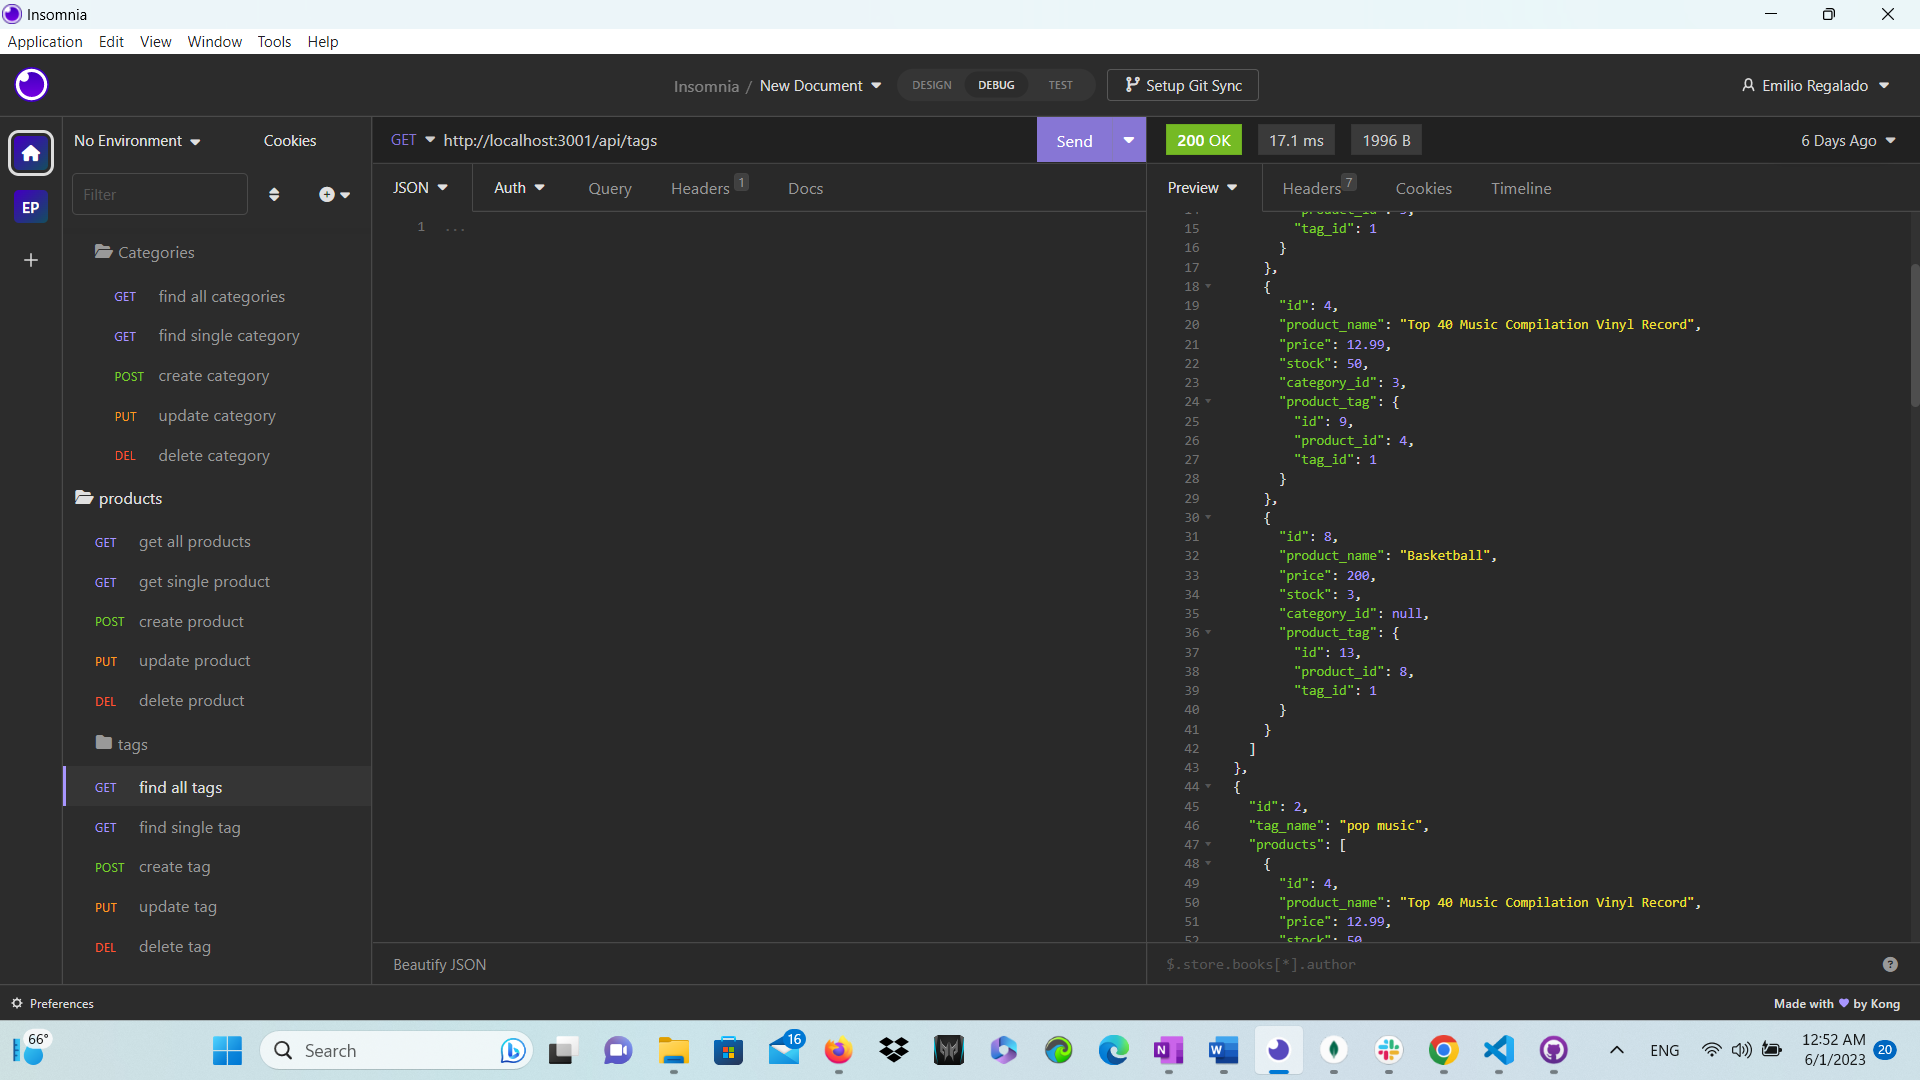 Insomnia
Application Edit View Window Tools Help
Insomnia / New Document DESIGN DEBUG TEST Setup Git Sync Emilio Regalado
No Environment Cookies
GET http://localhost:3001/api/tags Send 200 OK 17.1 ms 1996 B 6 Days Ago
Filter
EP
JSON Auth Query Headers 1 Docs
1 ...
Preview Headers 7 Cookies Timeline
Categories
GET find all categories
GET find single category
POST create category
PUT update category
DEL delete category
products
GET get all products
GET get single product
POST create product
PUT update product
DEL delete product
tags
GET find all tags
GET find single tag
POST create tag
PUT update tag
DEL delete tag
15 "tag_id": 1
16 }
17 },
18 {
19 "id": 4,
20 "product_name": "Top 40 Music Compilation Vinyl Record",
21 "price": 12.99,
22 "stock": 50,
23 "category_id": 3,
24 "product_tag": {
25 "id": 9,
26 "product_id": 4,
27 "tag_id": 1
28 }
29 },
30 {
31 "id": 8,
32 "product_name": "Basketball",
33 "price": 200,
34 "stock": 3,
35 "category_id": null,
36 "product_tag": {
37 "id": 13,
38 "product_id": 8,
39 "tag_id": 1
40 }
41 }
42 ]
43 },
44 {
45 "id": 2,
46 "tag_name": "pop music",
47 "products": [
48 {
49 "id": 4,
50 "product_name": "Top 40 Music Compilation Vinyl Record",
51 "price": 12.99,
52 "stock": 50
Beautify JSON
$.store.books[*].author
Preferences
Made with by Kong
66°
Search
16
ENG
12:52 AM
6/1/2023
20